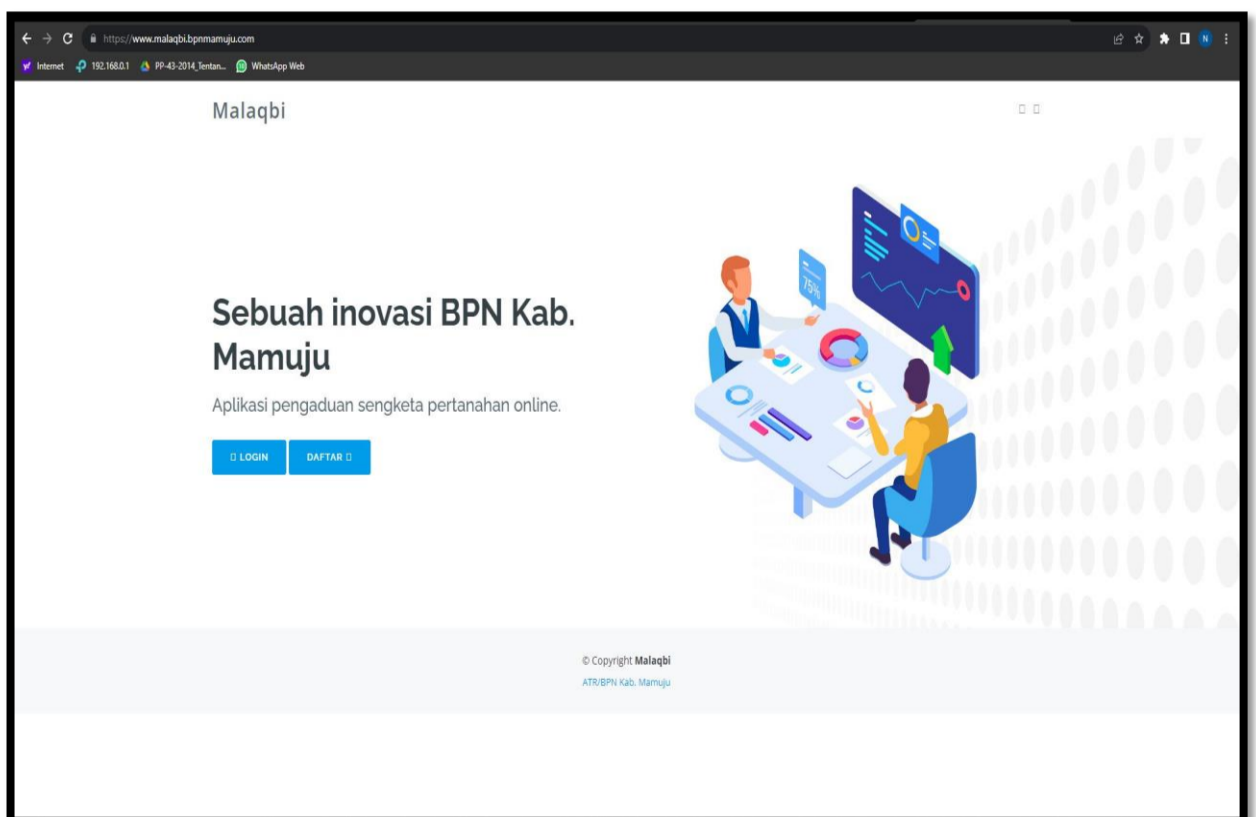 https://www.malaqbi.bpnmamuju.com
N
Internet
192.168.0.1
PP-43-2014_Tentan...
WhatsApp Web
Malaqbi
75%
Sebuah inovasi BPN Kab.
Mamuju
Aplikasi pengaduan sengketa pertanahan online.
LOGIN
DAFTAR
© Copyright Malaqbi
ATR/BPN Kab. Mamuju